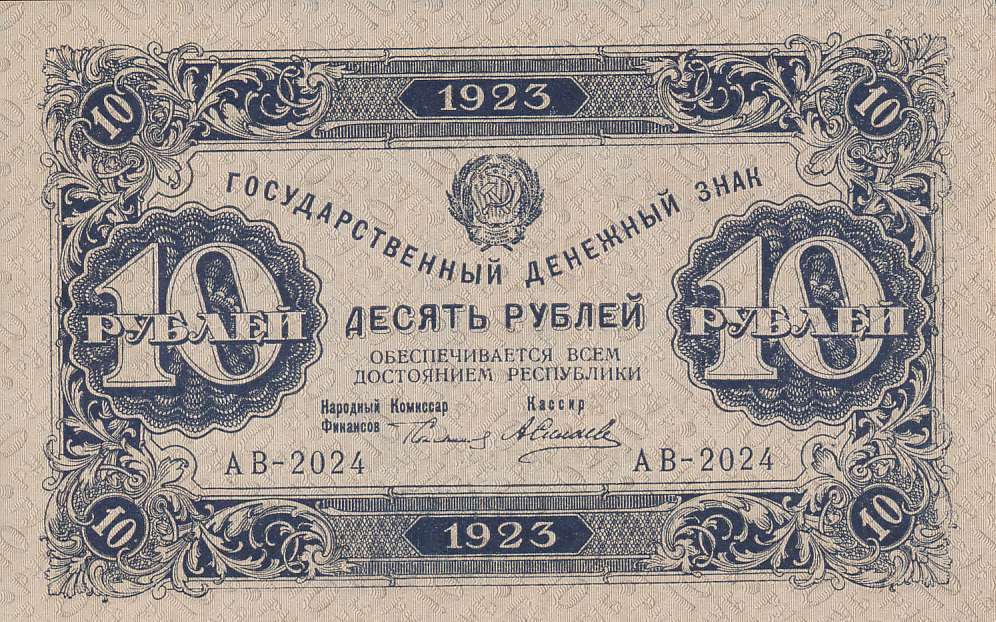 10 1923 10
ГОСУДАРСТВЕННЫЙ ДЕНЕЖНЫЙ ЗНАК
10 РУБЛЕЙ
ДЕСЯТЬ РУБЛЕЙ
10 РУБЛЕЙ
ОБЕСПЕЧИВАЕТСЯ ВСЕМ
ДОСТОЯНИЕМ РЕСПУБЛИКИ
Народный Комиссар
Финансов
Кассир
АВ-2024
АВ-2024
10 1923 10